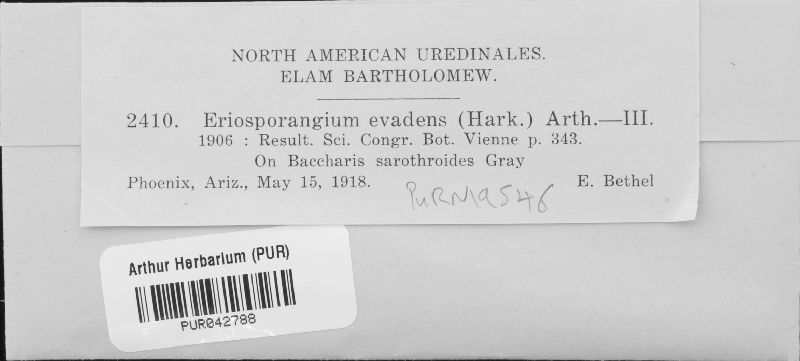 NORTH AMERICAN UREDINALES.
ELAM BARTHOLOMEW.
2410. Eriosporangium evadens (Hark.) Arth.—III.
1906 : Result. Sci. Congr. Bot. Vienne p. 343.
On Baccharis sarothroides Gray
Phoenix, Ariz., May 15, 1918. E. Bethel
PURN19546
Arthur Herbarium (PUR)
PUR042788